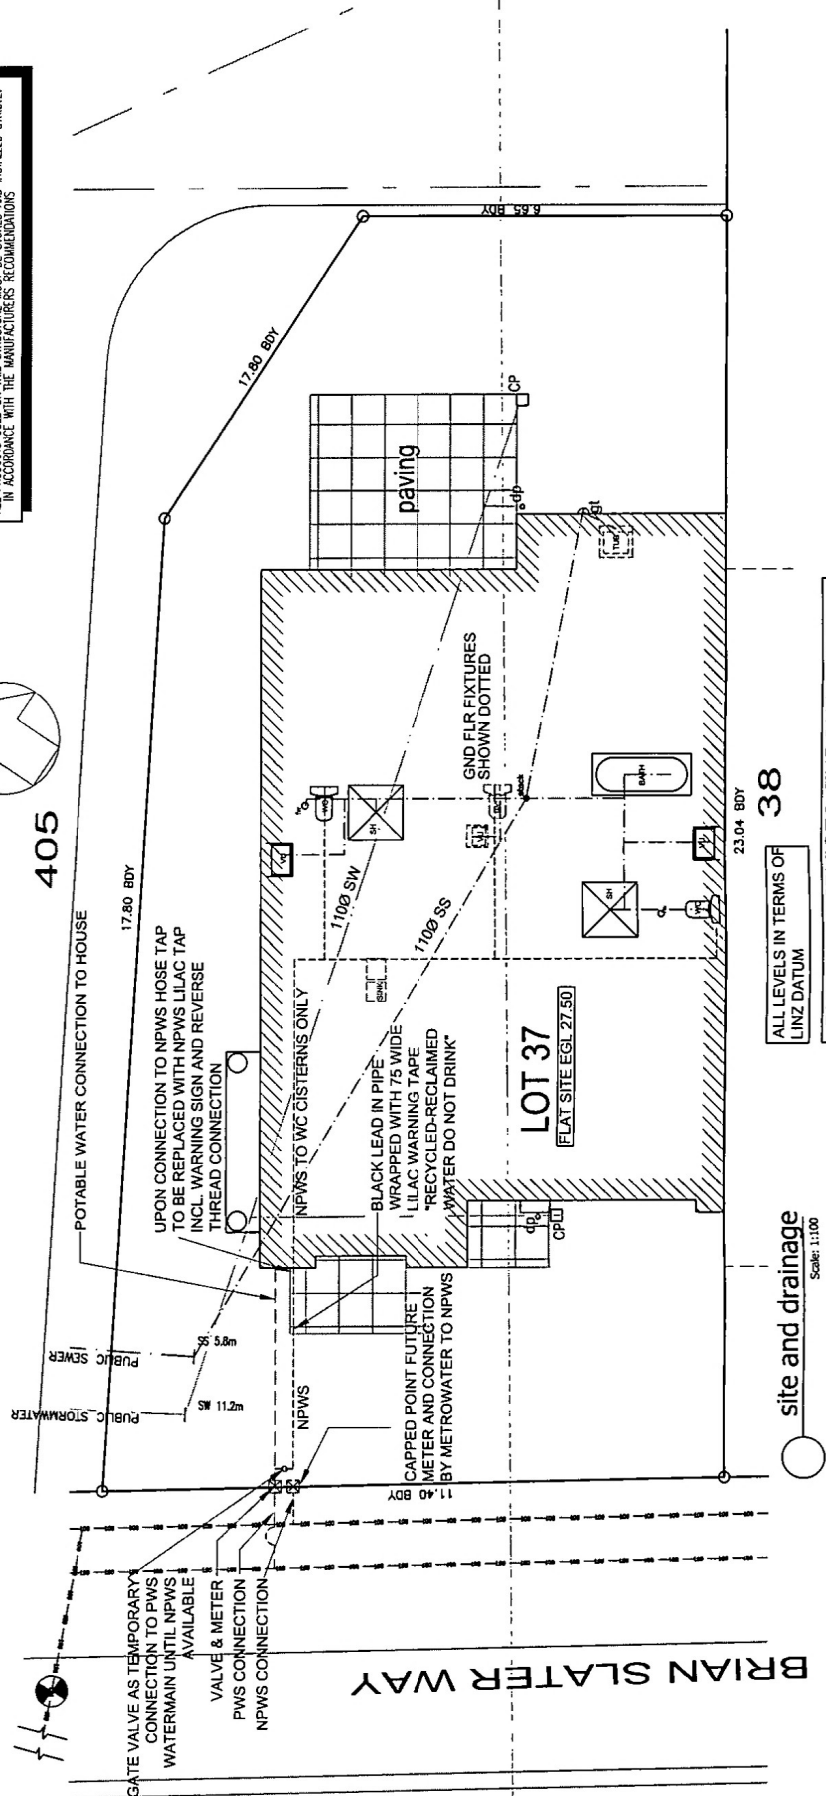 IN ACCORDANCE WITH THE MANUFACTURERS RECOMMENDATIONS
6.65 BDY
17.80 BDY
CP
paving
dp
gt
TUB
405
GND FLR FIXTURES
SHOWN DOTTED
WC
SH
stack
BATH
17.80 BDY
23.04 BDY
38
POTABLE WATER CONNECTION TO HOUSE
UPON CONNECTION TO NPWS HOSE TAP
TO BE REPLACED WITH NPWS LILAC TAP
INCL. WARNING SIGN AND REVERSE
THREAD CONNECTION
110Ø SW
110Ø SS
SH
WC
SINK
NPWS TO WC CISTERNS ONLY
BLACK LEAD IN PIPE
WRAPPED WITH 75 WIDE
LILAC WARNING TAPE
"RECYCLED-RECLAIMED
WATER DO NOT DRINK"
LOT 37
FLAT SITE EGL 27.50
ALL LEVELS IN TERMS OF
LINZ DATUM
dp
CP
PUBLIC SEWER
SS 5.8m
PUBLIC STORMWATER
SW 11.2m
NPWS
CAPPED POINT FUTURE
METER AND CONNECTION
BY METROWATER TO NPWS
11.40 BDY
site and drainage
Scale: 1:100
GATE VALVE AS TEMPORARY
CONNECTION TO PWS
WATERMAIN UNTIL NPWS
AVAILABLE
VALVE & METER
PWS CONNECTION
NPWS CONNECTION
BRIAN SLATER WAY